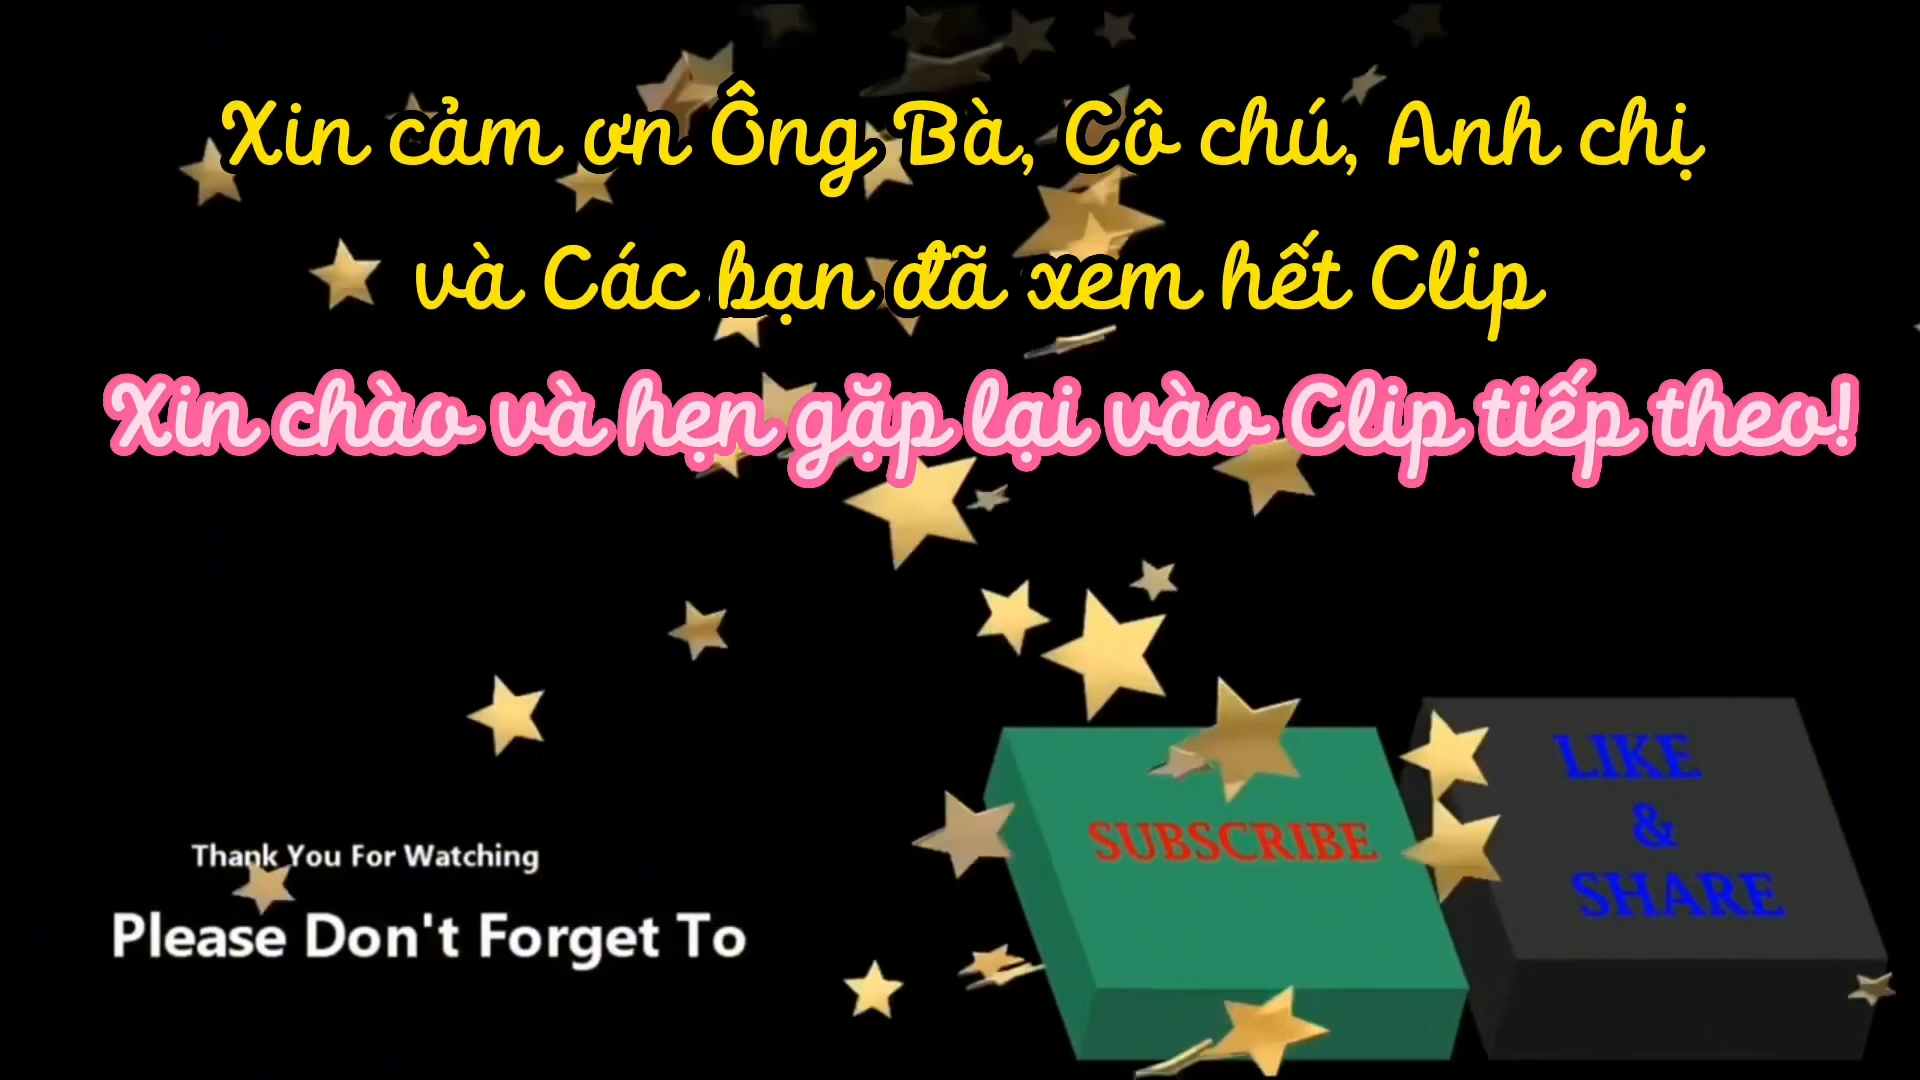 Xin cảm ơn Ông Bà, Cô chú, Anh chị
và Các bạn đã xem hết Clip
Xin chào và hẹn gặp lại vào Clip tiếp theo!
Thank You For Watching
Please Don't Forget To
SUBSCRIBE
LIKE
&
SHARE